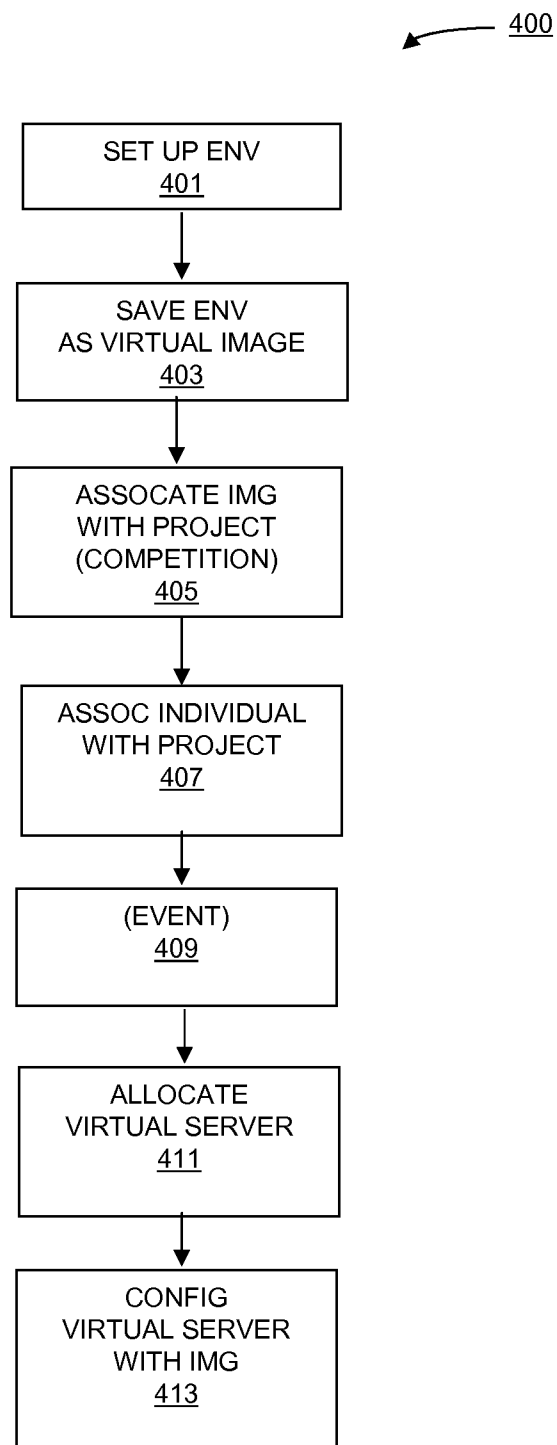 400
SET UP ENV
401
SAVE ENV
AS VIRTUAL IMAGE
403
ASSOCATE IMG
WITH PROJECT
(COMPETITION)
405
ASSOC INDIVIDUAL
WITH PROJECT
407
(EVENT)
409
ALLOCATE
VIRTUAL SERVER
411
CONFIG
VIRTUAL SERVER
WITH IMG
413